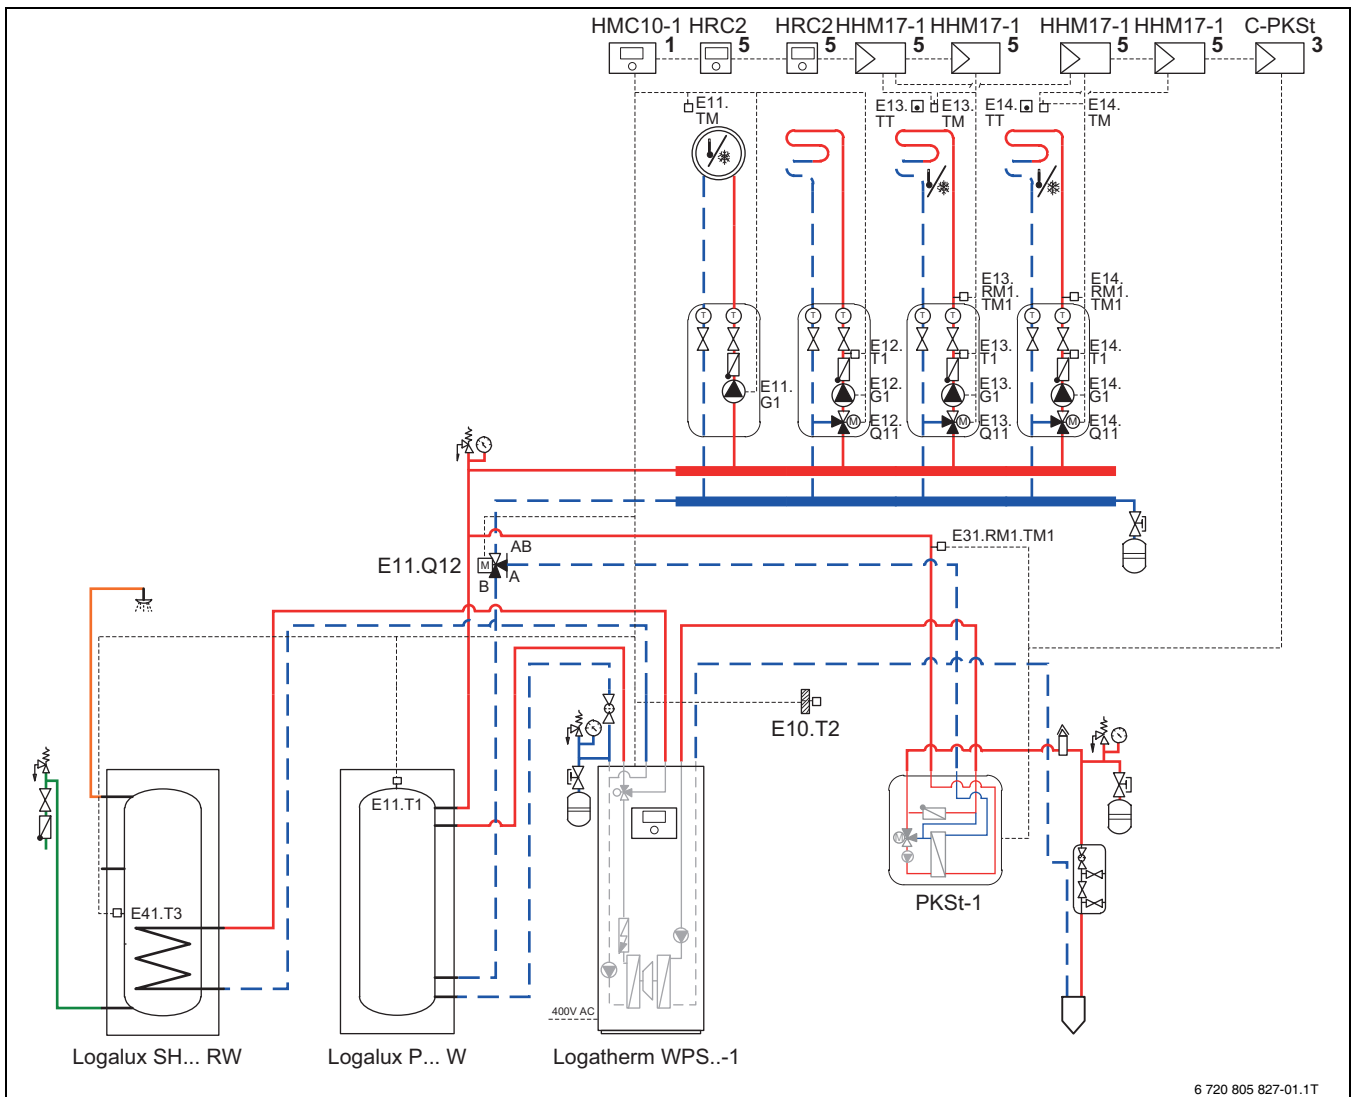 HMC10-1 HRC2 HRC2 HHM17-1 HHM17-1 HHM17-1 HHM17-1 C-PKSt
1 5 5 5 5 5 5 3
E11.
TM
E13.
TT
E13.
TM
E14.
TT
E14.
TM
E13.
RM1.
TM1
E14.
RM1.
TM1
T T T T T T T T
E12.
T1
E13.
T1
E14.
T1
E11.
G1
E12.
G1
E13.
G1
E14.
G1
M M M
E12.
Q11
E13.
Q11
E14.
Q11
E31.RM1.TM1
AB
E11.Q12
M
A
B
E10.T2
E11.T1
M
E41.T3
PKSt-1
400V AC
Logalux SH... RW
Logalux P... W
Logatherm WPS..-1
6 720 805 827-01.1T